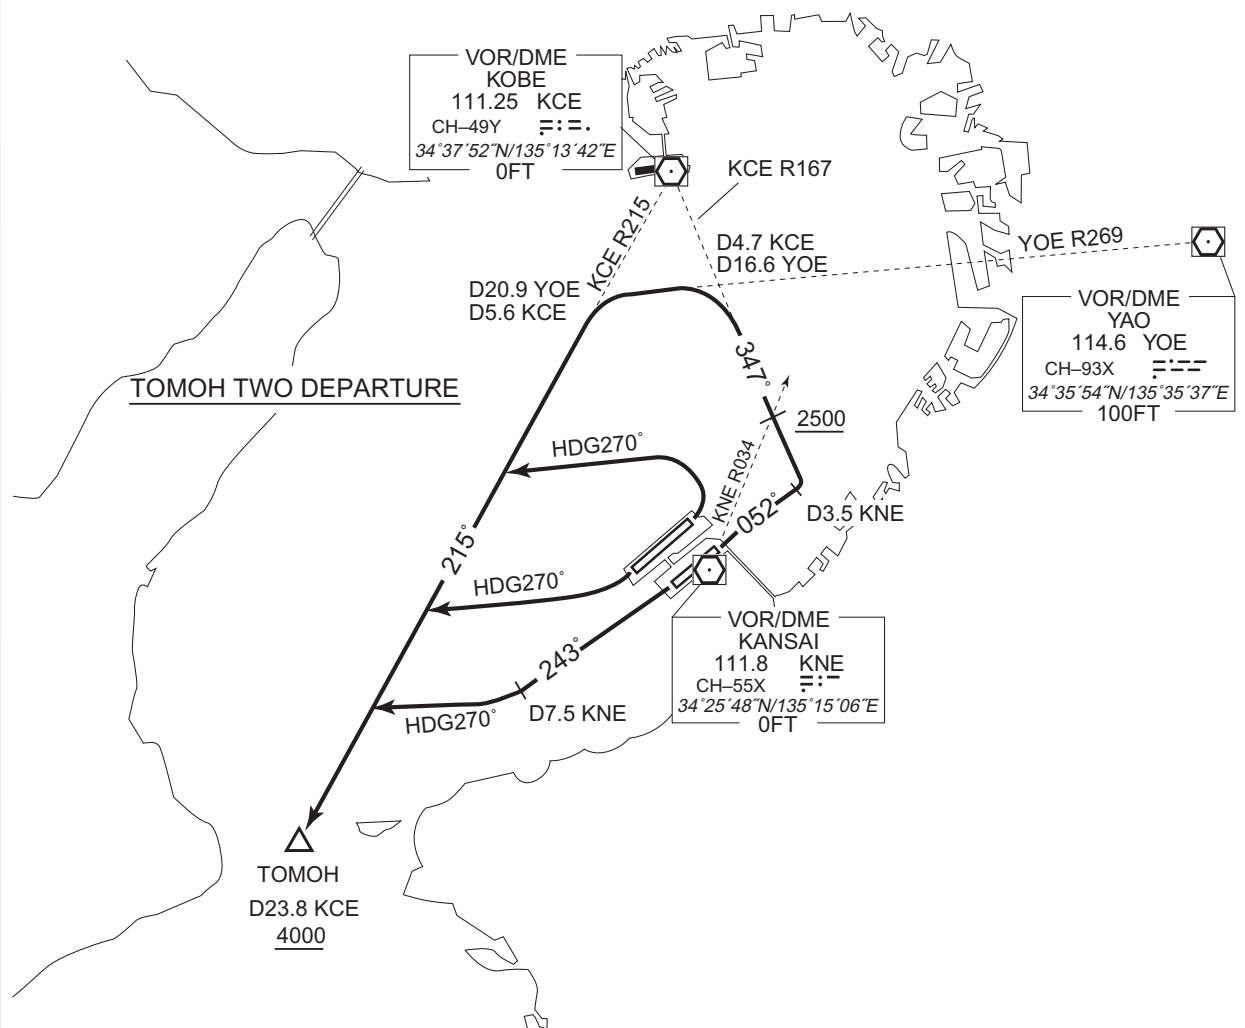 VOR/DME
KOBE
111.25 KCE
CH–49Y
34°37´52˝N/135°13´42˝E
0FT
KCE R167
KCE R215
D4.7 KCE
D16.6 YOE
YOE R269
D20.9 YOE
D5.6 KCE
VOR/DME
YAO
114.6 YOE
CH–93X
34°35´54˝N/135°35´37˝E
100FT
TOMOH TWO DEPARTURE
347°
2500
HDG270°
KNE R034
052°
D3.5 KNE
215°
HDG270°
VOR/DME
KANSAI
111.8 KNE
CH–55X
34°25´48˝N/135°15´06˝E
0FT
243°
D7.5 KNE
HDG270°
TOMOH
D23.8 KCE
4000